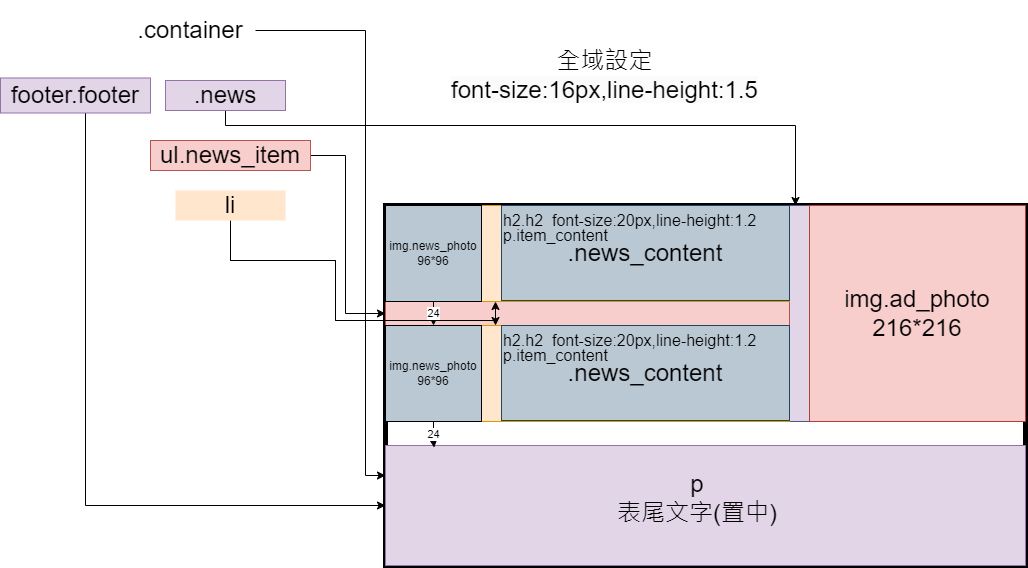 .container
全域設定
font-size:16px,line-height:1.5
footer.footer
.news
ul.news_item
li
img.news_photo
96*96
h2.h2 font-size:20px,line-height:1.2
p.item_content
.news_content
24
img.news_photo
96*96
h2.h2 font-size:20px,line-height:1.2
p.item_content
.news_content
img.ad_photo
216*216
24
p
表尾文字(置中)